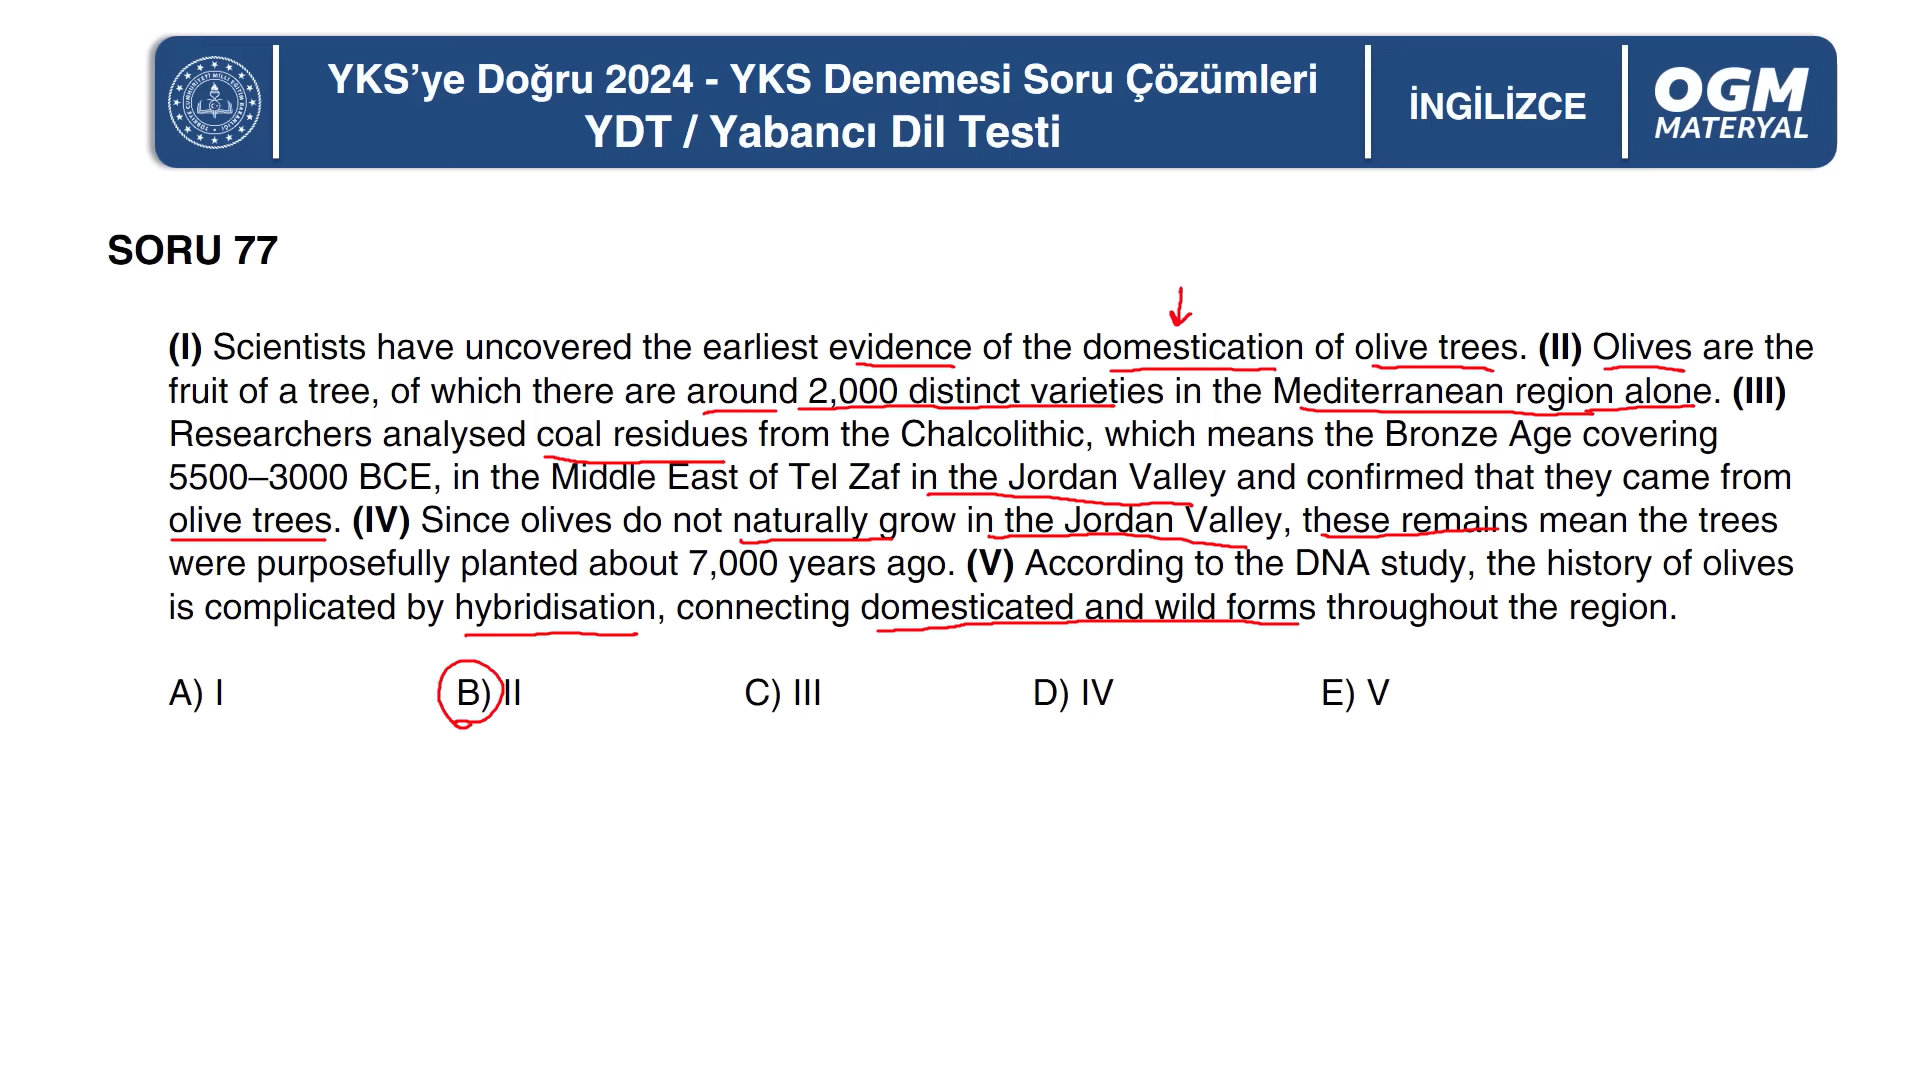 YKS'ye Doğru 2024 - YKS Denemesi Soru Çözümleri
YDT / Yabancı Dil Testi
İNGİLİZCE
OGM
MATERYAL
SORU 77
(I) Scientists have uncovered the earliest evidence of the domestication of olive trees. (II) Olives are the
fruit of a tree, of which there are around 2,000 distinct varieties in the Mediterranean region alone. (III)
Researchers analysed coal residues from the Chalcolithic, which means the Bronze Age covering
5500–3000 BCE, in the Middle East of Tel Zaf in the Jordan Valley and confirmed that they came from
olive trees. (IV) Since olives do not naturally grow in the Jordan Valley, these remains mean the trees
were purposefully planted about 7,000 years ago. (V) According to the DNA study, the history of olives
is complicated by hybridisation, connecting domesticated and wild forms throughout the region.
A) I B) II C) III D) IV E) V